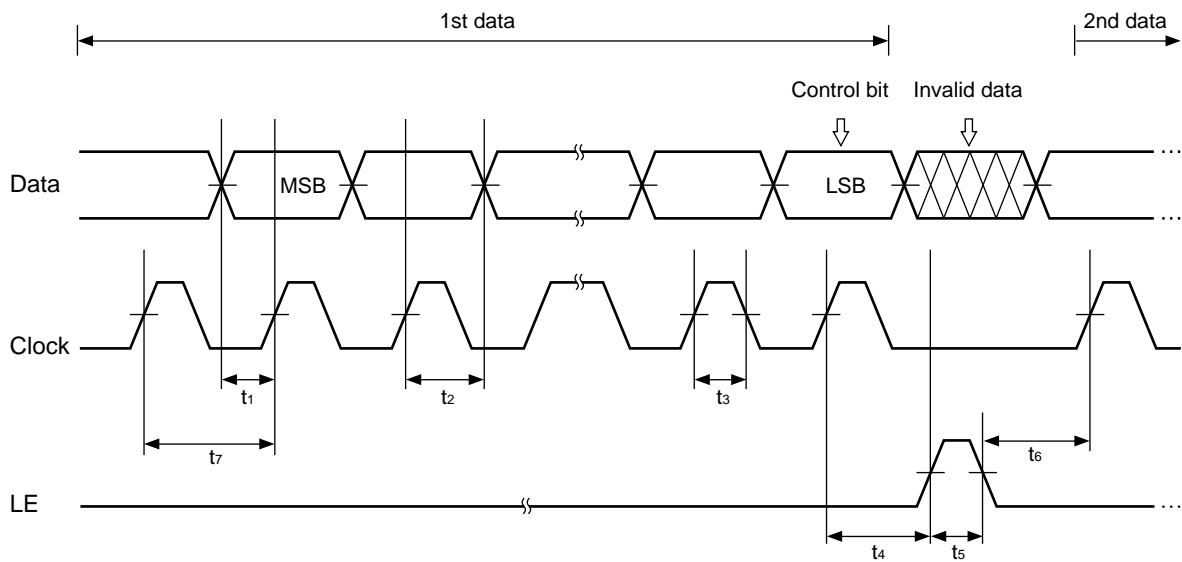 1st data
2nd data
Control bit
Invalid data
Data
MSB
LSB
Clock
t1
t2
t3
t7
t6
LE
t4
t5